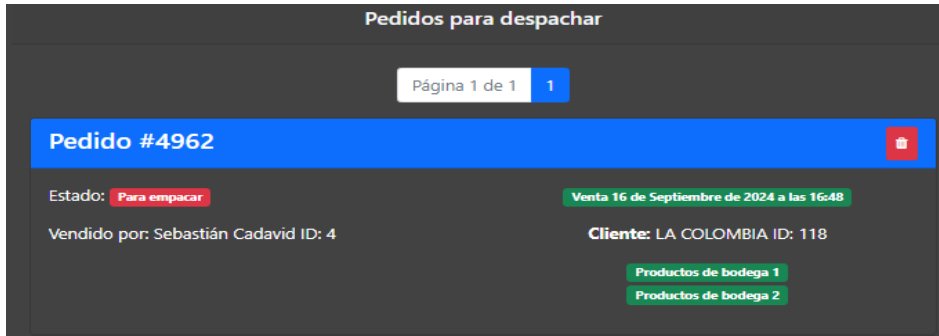 Pedidos para despachar
Página 1 de 1 1
Pedido #4962
Estado: Para empacar
Venta 16 de Septiembre de 2024 a las 16:48
Vendido por: Sebastián Cadavid ID: 4
Cliente: LA COLOMBIA ID: 118
Productos de bodega 1
Productos de bodega 2